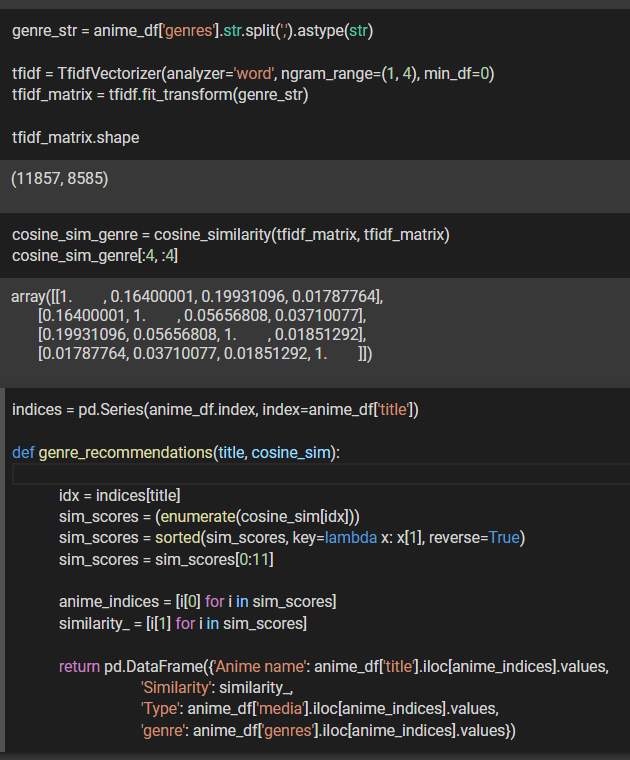 genre_str = anime_df['genres'].str.split(',').astype(str)
tfidf = TfidfVectorizer(analyzer='word', ngram_range=(1, 4), min_df=0)
tfidf_matrix = tfidf.fit_transform(genre_str)
tfidf_matrix.shape
(11857, 8585)
cosine_sim_genre = cosine_similarity(tfidf_matrix, tfidf_matrix)
cosine_sim_genre[:4, :4]
array([[1.        , 0.16400001, 0.19931096, 0.01787764],
       [0.16400001, 1.        , 0.05656808, 0.03710077],
       [0.19931096, 0.05656808, 1.        , 0.01851292],
       [0.01787764, 0.03710077, 0.01851292, 1.        ]])
indices = pd.Series(anime_df.index, index=anime_df['title'])
def genre_recommendations(title, cosine_sim):
    idx = indices[title]
    sim_scores = (enumerate(cosine_sim[idx]))
    sim_scores = sorted(sim_scores, key=lambda x: x[1], reverse=True)
    sim_scores = sim_scores[0:11]
    anime_indices = [i[0] for i in sim_scores]
    similarity_ = [i[1] for i in sim_scores]
    return pd.DataFrame({'Anime name': anime_df['title'].iloc[anime_indices].values,
                         'Similarity': similarity_,
                         'Type': anime_df['media'].iloc[anime_indices].values,
                         'genre': anime_df['genres'].iloc[anime_indices].values})